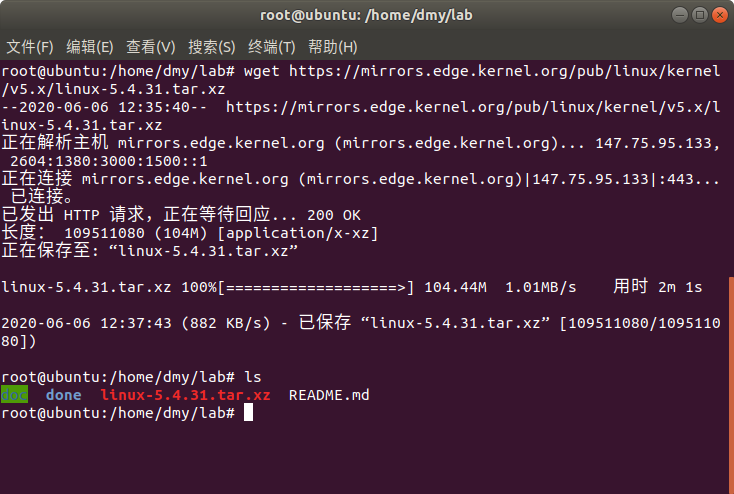 root@ubuntu: /home/dmy/lab
文件(F) 编辑(E) 查看(V) 搜索(S) 终端(T) 帮助(H)
root@ubuntu:/home/dmy/lab# wget https://mirrors.edge.kernel.org/pub/linux/kernel
/v5.x/linux-5.4.31.tar.xz
--2020-06-06 12:35:40--  https://mirrors.edge.kernel.org/pub/linux/kernel/v5.x/l
inux-5.4.31.tar.xz
正在解析主机 mirrors.edge.kernel.org (mirrors.edge.kernel.org)... 147.75.95.133,
 2604:1380:3000:1500::1
正在连接 mirrors.edge.kernel.org (mirrors.edge.kernel.org)|147.75.95.133|:443...
 已连接。
已发出 HTTP 请求，正在等待回应... 200 OK
长度： 109511080 (104M) [application/x-xz]
正在保存至: “linux-5.4.31.tar.xz”
linux-5.4.31.tar.xz 100%[===================>] 104.44M  1.01MB/s    用时 2m 1s
2020-06-06 12:37:43 (882 KB/s) - 已保存 “linux-5.4.31.tar.xz” [109511080/1095110
80])
root@ubuntu:/home/dmy/lab# ls
doc  done  linux-5.4.31.tar.xz  README.md
root@ubuntu:/home/dmy/lab#